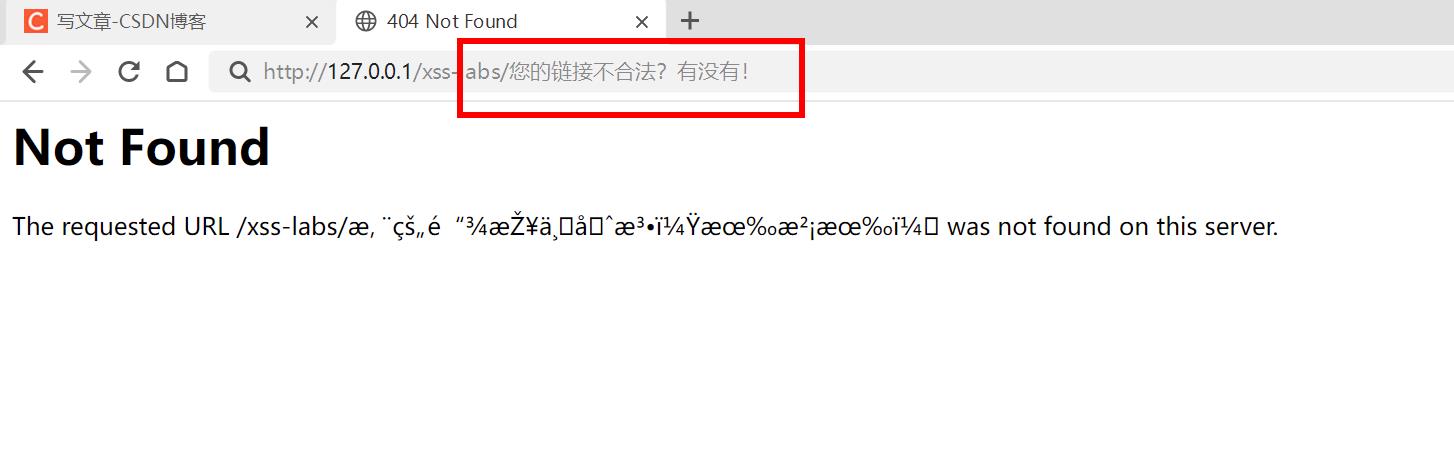 写文章-CSDN博客
404 Not Found
http://127.0.0.1/xss-labs/您的链接不合法？有没有！
Not Found
The requested URL /xss-labs/æ‚¨çš„é“¾æŽ¥ä¸å�ˆæ³•ï¼Ÿæœ‰æ²¡æœ‰ï¼� was not found on this server.